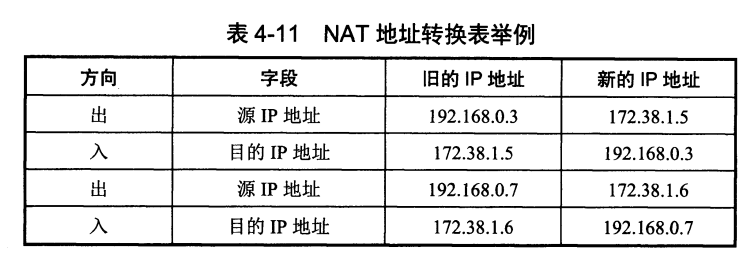 表 4-11 NAT 地址转换表举例
方向 字段 旧的 IP 地址 新的 IP 地址
出 源 IP 地址 192.168.0.3 172.38.1.5
入 目的 IP 地址 172.38.1.5 192.168.0.3
出 源 IP 地址 192.168.0.7 172.38.1.6
入 目的 IP 地址 172.38.1.6 192.168.0.7